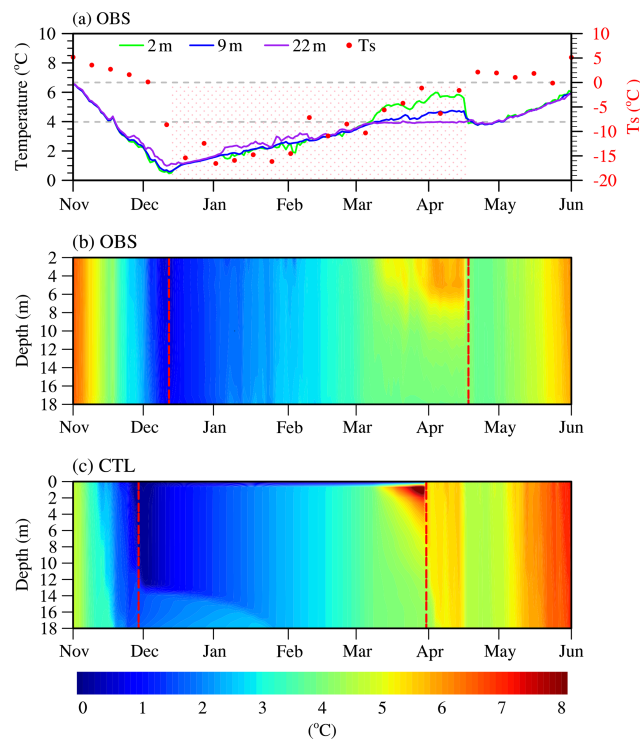 (a) OBS
2 m 9 m 22 m Ts
Temperature (°C)
10
8
6
4
2
0
10
5
0
-5
-10
-15
-20
Ts (°C)
Nov Dec Jan Feb Mar Apr May Jun
(b) OBS
Depth (m)
2
4
6
8
10
12
14
16
18
Nov Dec Jan Feb Mar Apr May Jun
(c) CTL
Depth (m)
0
2
4
6
8
10
12
14
16
18
Nov Dec Jan Feb Mar Apr May Jun
0 1 2 3 4 5 6 7 8
(°C)